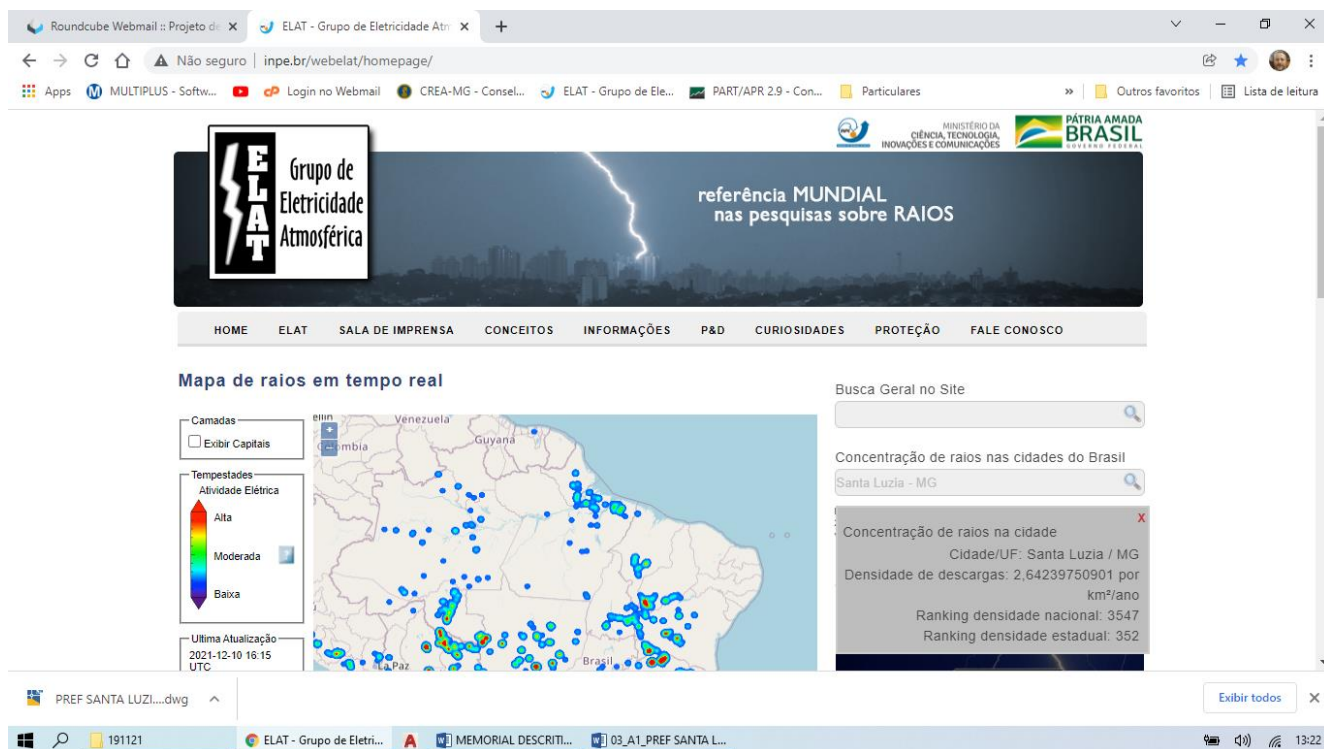 Roundcube Webmail :: Projeto de
ELAT - Grupo de Eletricidade Atm
Não seguro | inpe.br/webelat/homepage/
Apps
MULTIPLUS - Softw...
Login no Webmail
CREA-MG - Consel...
ELAT - Grupo de Ele...
PART/APR 2.9 - Con...
Particulares
»
Outros favoritos
Lista de leitura
MINISTÉRIO DA
CIÊNCIA, TECNOLOGIA,
INOVAÇÕES E COMUNICAÇÕES
PÁTRIA AMADA
BRASIL
GOVERNO FEDERAL
ELAT
Grupo de
Eletricidade
Atmosférica
referência MUNDIAL
nas pesquisas sobre RAIOS
HOME ELAT SALA DE IMPRENSA CONCEITOS INFORMAÇÕES P&D CURIOSIDADES PROTEÇÃO FALE CONOSCO
Mapa de raios em tempo real
Camadas
Exibir Capitais
Tempestades
Atividade Elétrica
Alta
Moderada
Baixa
Ultima Atualização
2021-12-10 16:15
UTC
Venezuela
Guyana
La Paz
Brasil
Busca Geral no Site
Concentração de raios nas cidades do Brasil
Santa Luzia - MG
X
Concentração de raios na cidade
Cidade/UF: Santa Luzia / MG
Densidade de descargas: 2,64239750901 por
km²/ano
Ranking densidade nacional: 3547
Ranking densidade estadual: 352
PREF SANTA LUZI....dwg
Exibir todos
191121
ELAT - Grupo de Eletri...
MEMORIAL DESCRITI...
03_A1_PREF SANTA L...
13:22